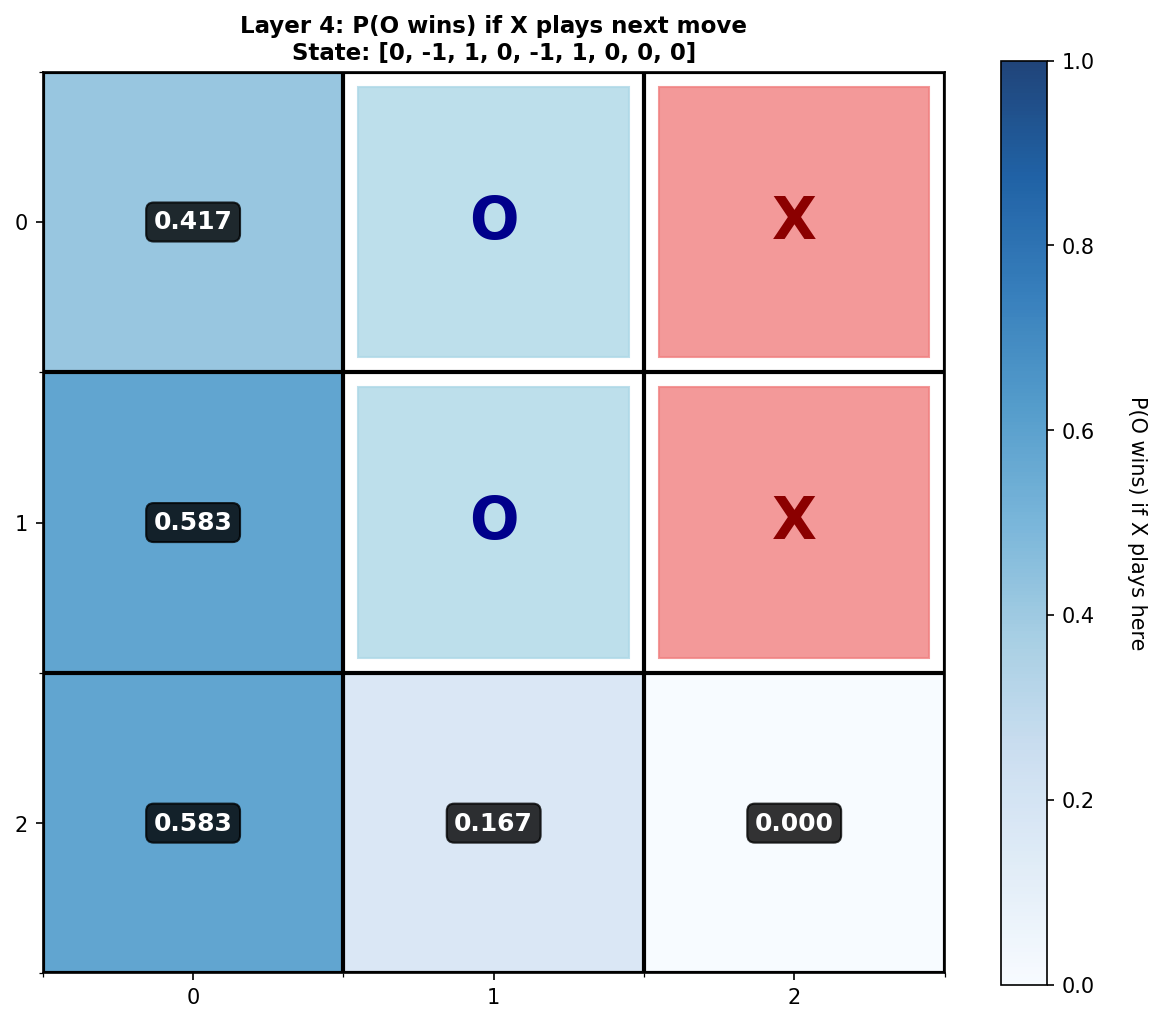 Layer 4: P(O wins) if X plays next move
State: [0, -1, 1, 0, -1, 1, 0, 0, 0]
0
0.417
O
X
1
0.583
O
X
2
0.583
0.167
0.000
0
1
2
1.0
0.8
0.6
0.4
0.2
0.0
P(O wins) if X plays here